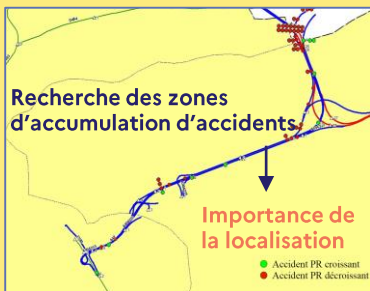 Recherche des zones
d'accumulation d'accidents
Importance de
la localisation
Accident PR croissant
Accident PR décroissant